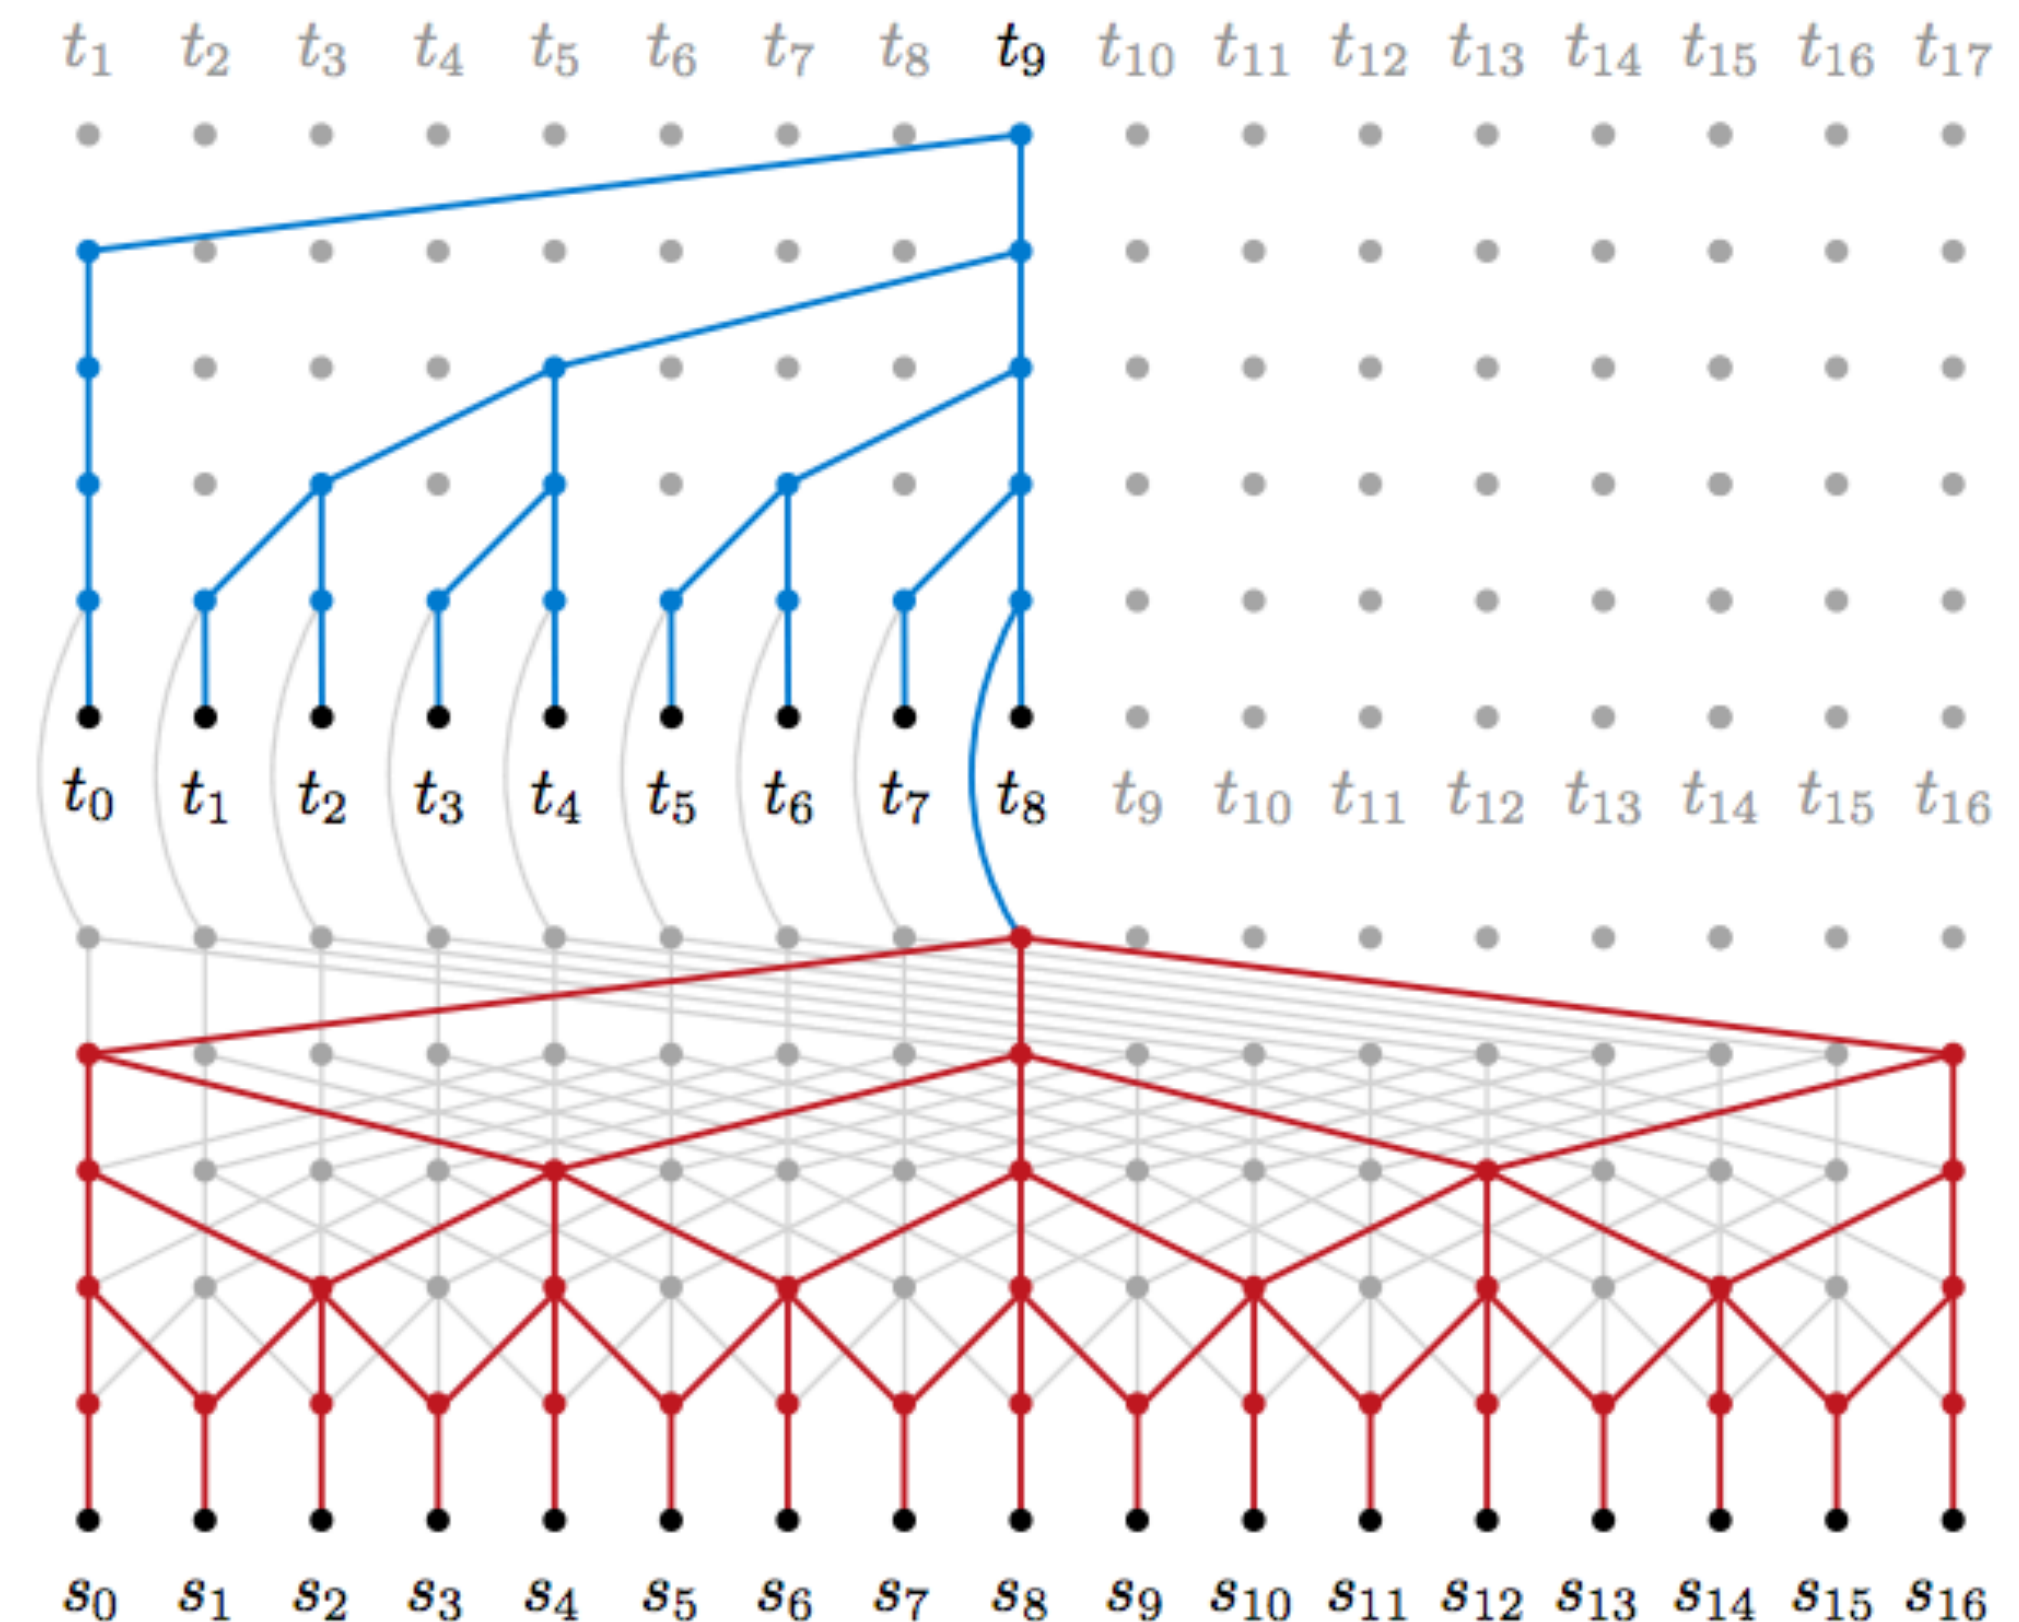 t1 t2 t3 t4 t5 t6 t7 t8 t9 t10 t11 t12 t13 t14 t15 t16 t17
t0 t1 t2 t3 t4 t5 t6 t7 t8 t9 t10 t11 t12 t13 t14 t15 t16
s0 s1 s2 s3 s4 s5 s6 s7 s8 s9 s10 s11 s12 s13 s14 s15 s16